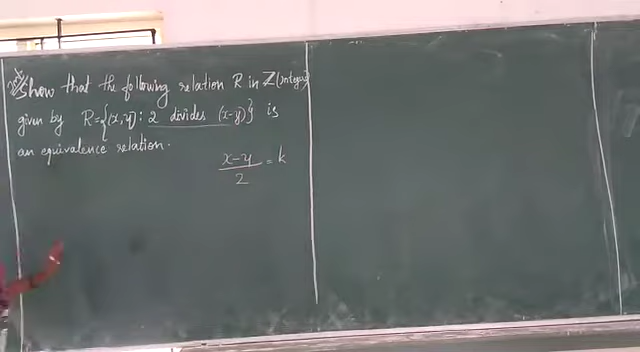 Show that the following relation R in Z (integers)
given by R={(x,y): 2 divides (x-y)} is
an equivalence relation.
x-y
2
= k